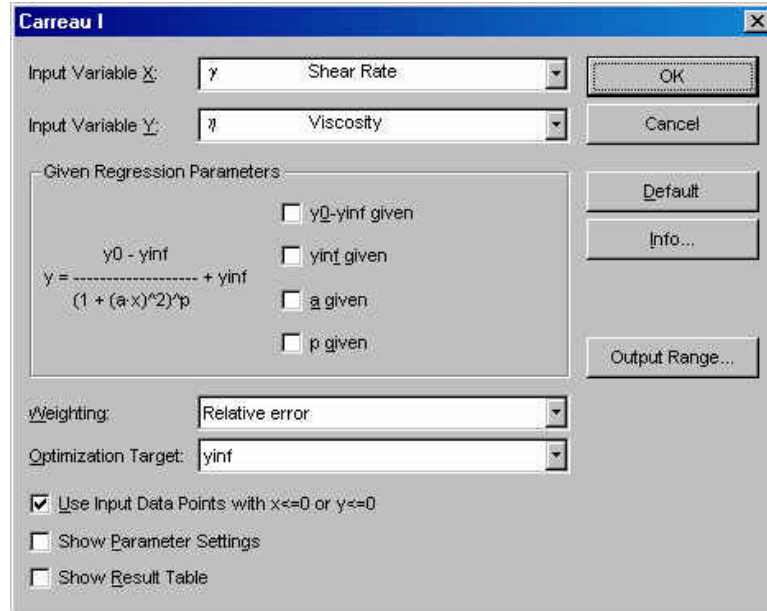 Carreau I
Input Variable X: γ Shear Rate
OK
Input Variable Y: η Viscosity
Cancel
Given Regression Parameters
Default
y0-yinf given
Info...
y0 - yinf
yinf given
y = ------------------- + yinf
(1 + (a·x)^2)^p
a given
p given
Output Range...
Weighting: Relative error
Optimization Target: yinf
Use Input Data Points with x<=0 or y<=0
Show Parameter Settings
Show Result Table